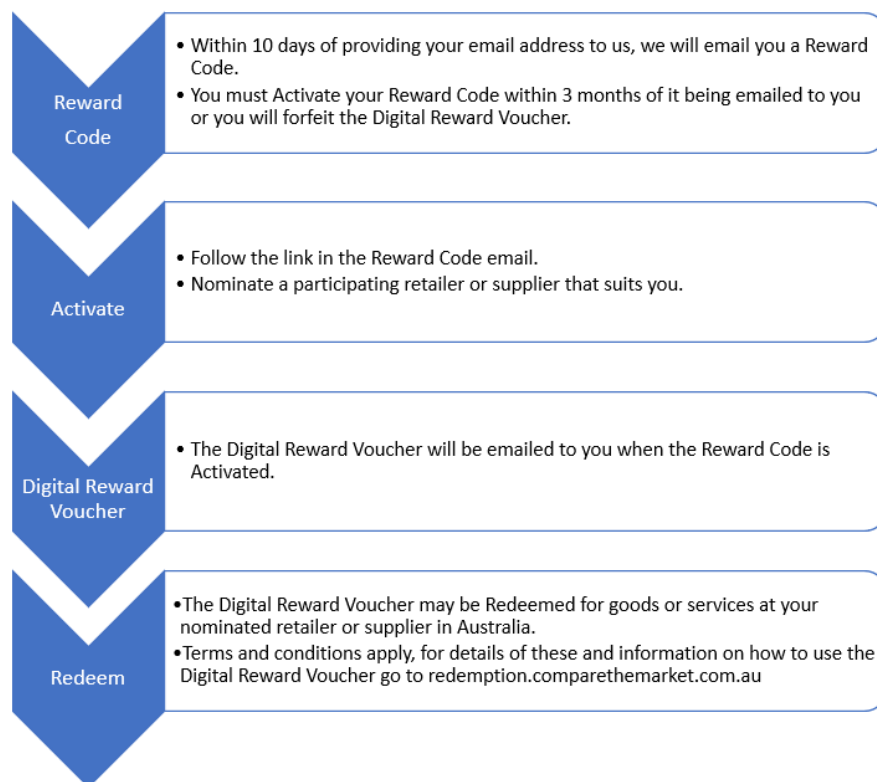 Reward
Code
• Within 10 days of providing your email address to us, we will email you a Reward
Code.
• You must Activate your Reward Code within 3 months of it being emailed to you
or you will forfeit the Digital Reward Voucher.
Activate
• Follow the link in the Reward Code email.
• Nominate a participating retailer or supplier that suits you.
Digital Reward
Voucher
• The Digital Reward Voucher will be emailed to you when the Reward Code is
Activated.
Redeem
•The Digital Reward Voucher may be Redeemed for goods or services at your
nominated retailer or supplier in Australia.
•Terms and conditions apply, for details of these and information on how to use the
Digital Reward Voucher go to redemption.comparethemarket.com.au